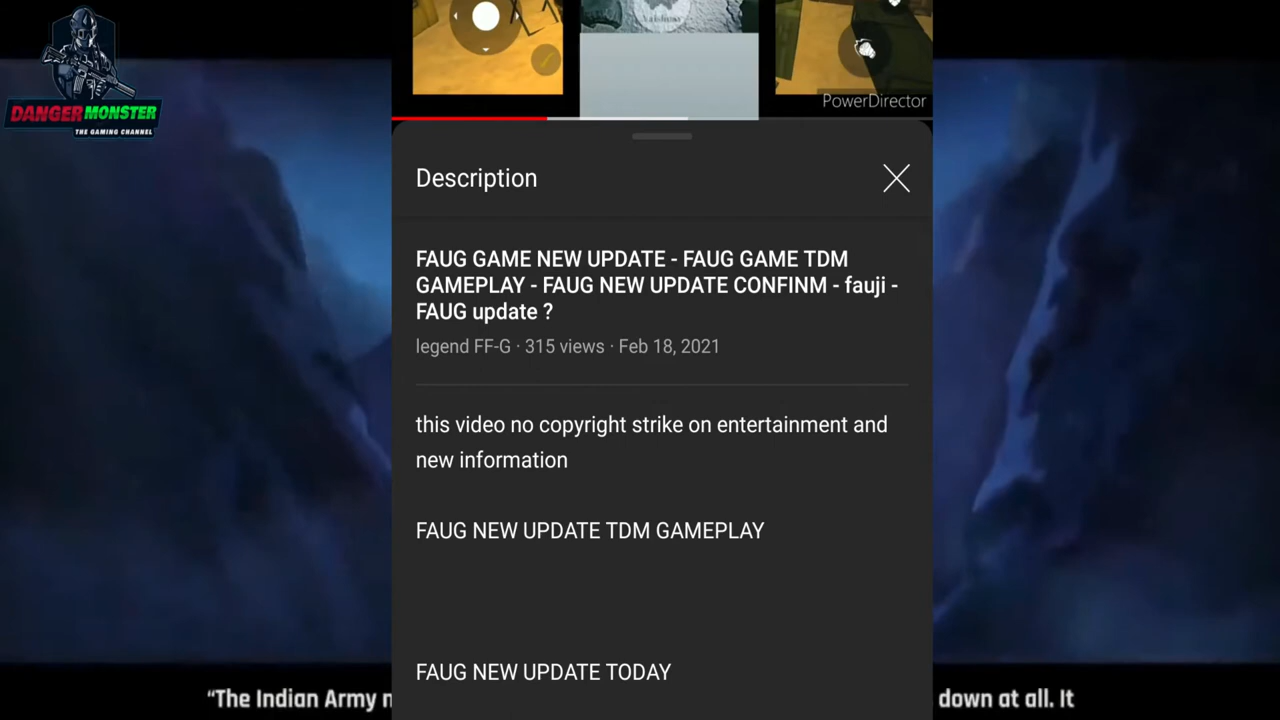 DANGER MONSTER
THE GAMING CHANNEL
PowerDirector
Description
FAUG GAME NEW UPDATE - FAUG GAME TDM
GAMEPLAY - FAUG NEW UPDATE CONFINM - fauji -
FAUG update ?
legend FF-G · 315 views · Feb 18, 2021
this video no copyright strike on entertainment and
new information
FAUG NEW UPDATE TDM GAMEPLAY
FAUG NEW UPDATE TODAY
“The Indian Army
down at all. It